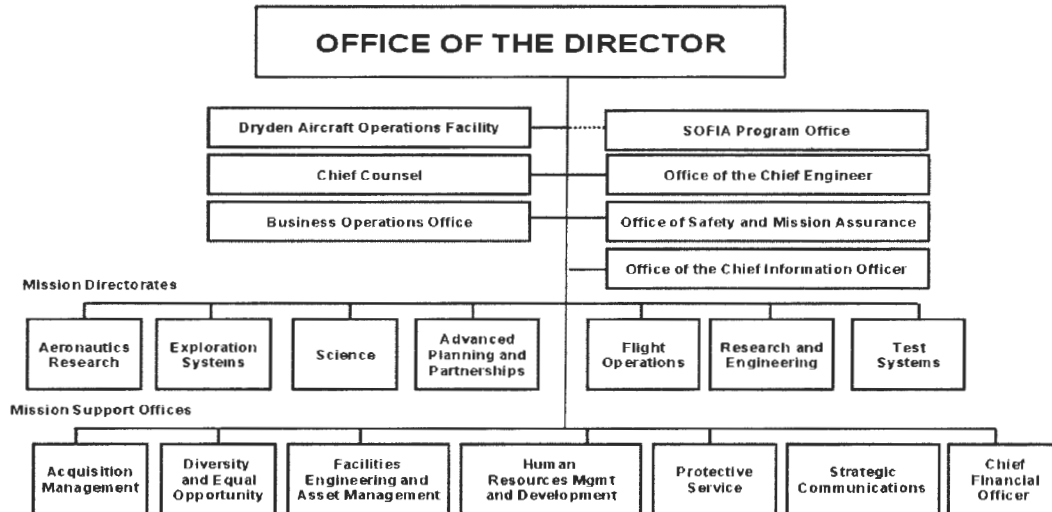 OFFICE OF THE DIRECTOR
Dryden Aircraft Operations Facility
SOFIA Program Office
Chief Counsel
Office of the Chief Engineer
Business Operations Office
Office of Safety and Mission Assurance
Office of the Chief Information Officer
Mission Directorates
Aeronautics
Research
Exploration
Systems
Science
Advanced
Planning and
Partnerships
Flight
Operations
Research and
Engineering
Test
Systems
Mission Support Offices
Acquisition
Management
Diversity
and Equal
Opportunity
Facilities
Engineering and
Asset Management
Human
Resources Mgmt
and Development
Protective
Service
Strategic
Communications
Chief
Financial
Officer